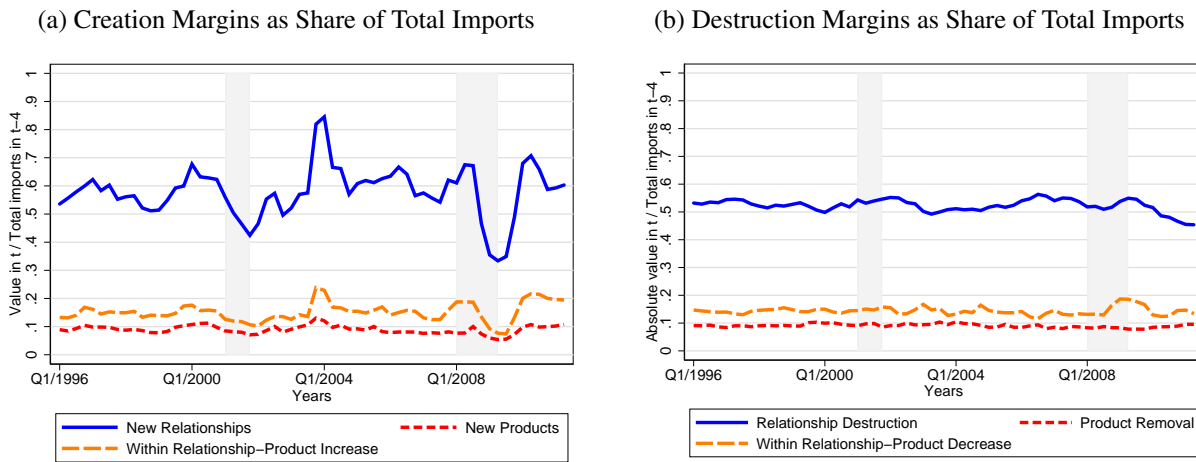 (a) Creation Margins as Share of Total Imports
Value in t / Total imports in t−4
1
.9
.8
.7
.6
.5
.4
.3
.2
.1
0
Q1/1996
Q1/2000
Q1/2004
Q1/2008
Years
New Relationships
New Products
Within Relationship−Product Increase
(b) Destruction Margins as Share of Total Imports
Absolute value in t / Total imports in t−4
1
.9
.8
.7
.6
.5
.4
.3
.2
.1
0
Q1/1996
Q1/2000
Q1/2004
Q1/2008
Years
Relationship Destruction
Product Removal
Within Relationship−Product Decrease